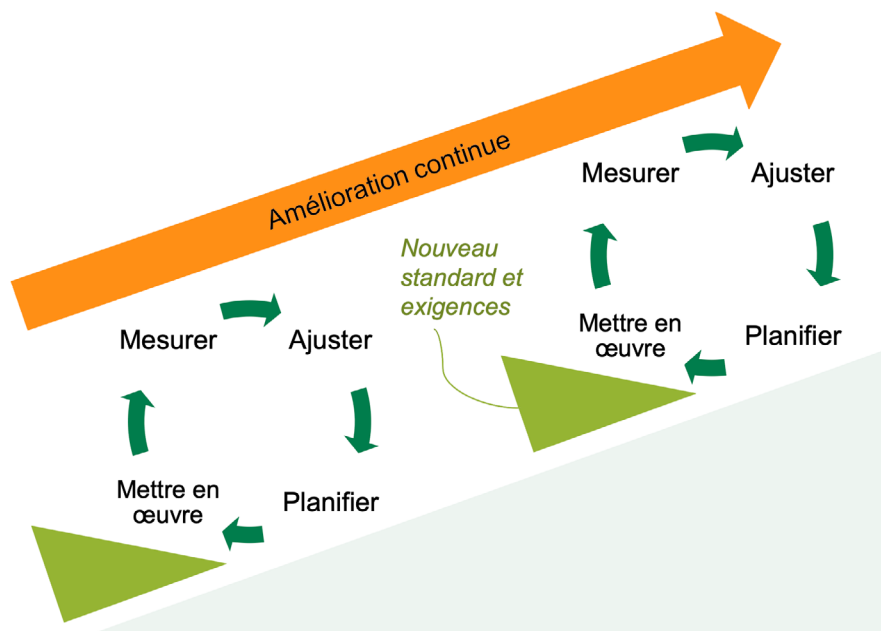 Amélioration continue
Mesurer
Ajuster
Nouveau
standard et
exigences
Mettre en
œuvre
Planifier
Mesurer
Ajuster
Mettre en
œuvre
Planifier